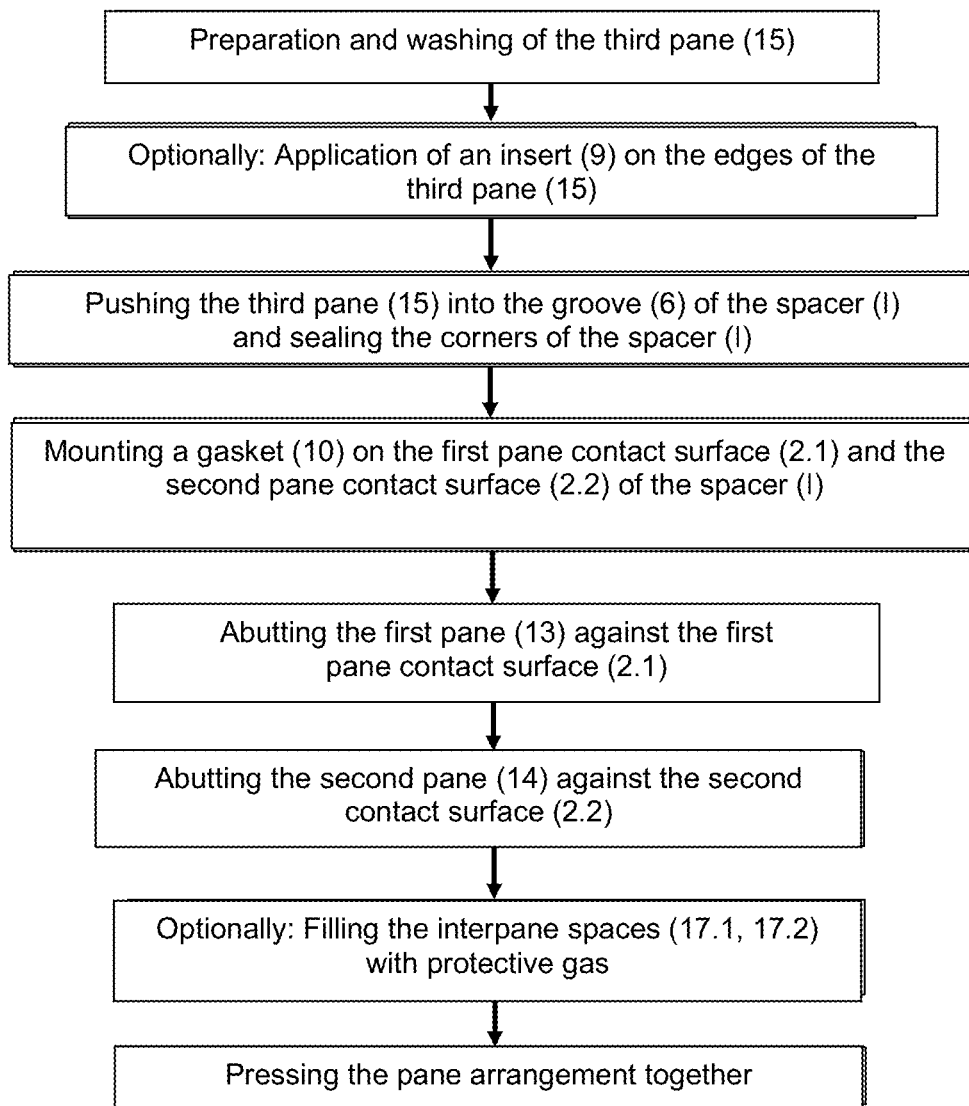 Preparation and washing of the third pane (15)
Optionally: Application of an insert (9) on the edges of the
third pane (15)
Pushing the third pane (15) into the groove (6) of the spacer (I)
and sealing the corners of the spacer (I)
Mounting a gasket (10) on the first pane contact surface (2.1) and the
second pane contact surface (2.2) of the spacer (I)
Abutting the first pane (13) against the first
pane contact surface (2.1)
Abutting the second pane (14) against the second
contact surface (2.2)
Optionally: Filling the interpane spaces (17.1, 17.2)
with protective gas
Pressing the pane arrangement together